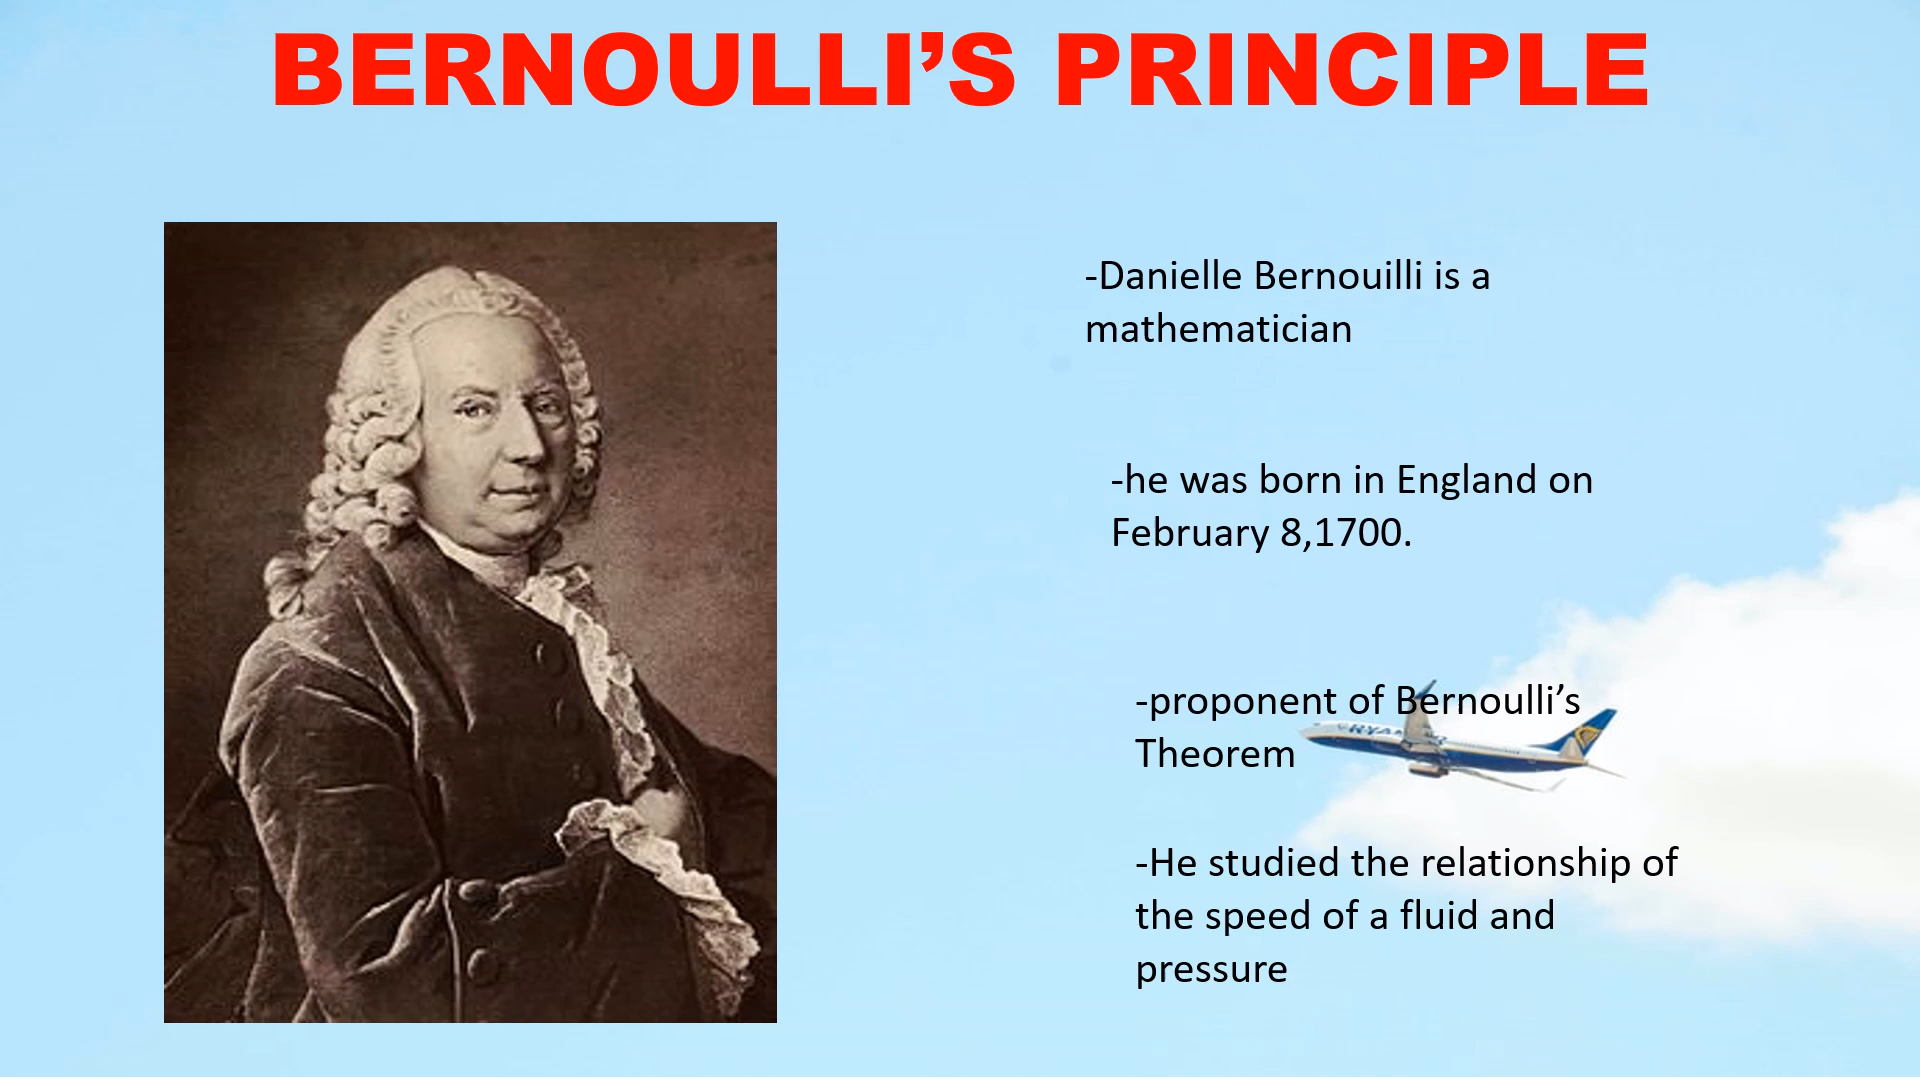 BERNOULLI’S PRINCIPLE
-Danielle Bernouilli is a
mathematician
-he was born in England on
February 8,1700.
-proponent of Bernoulli’s
Theorem
-He studied the relationship of
the speed of a fluid and
pressure